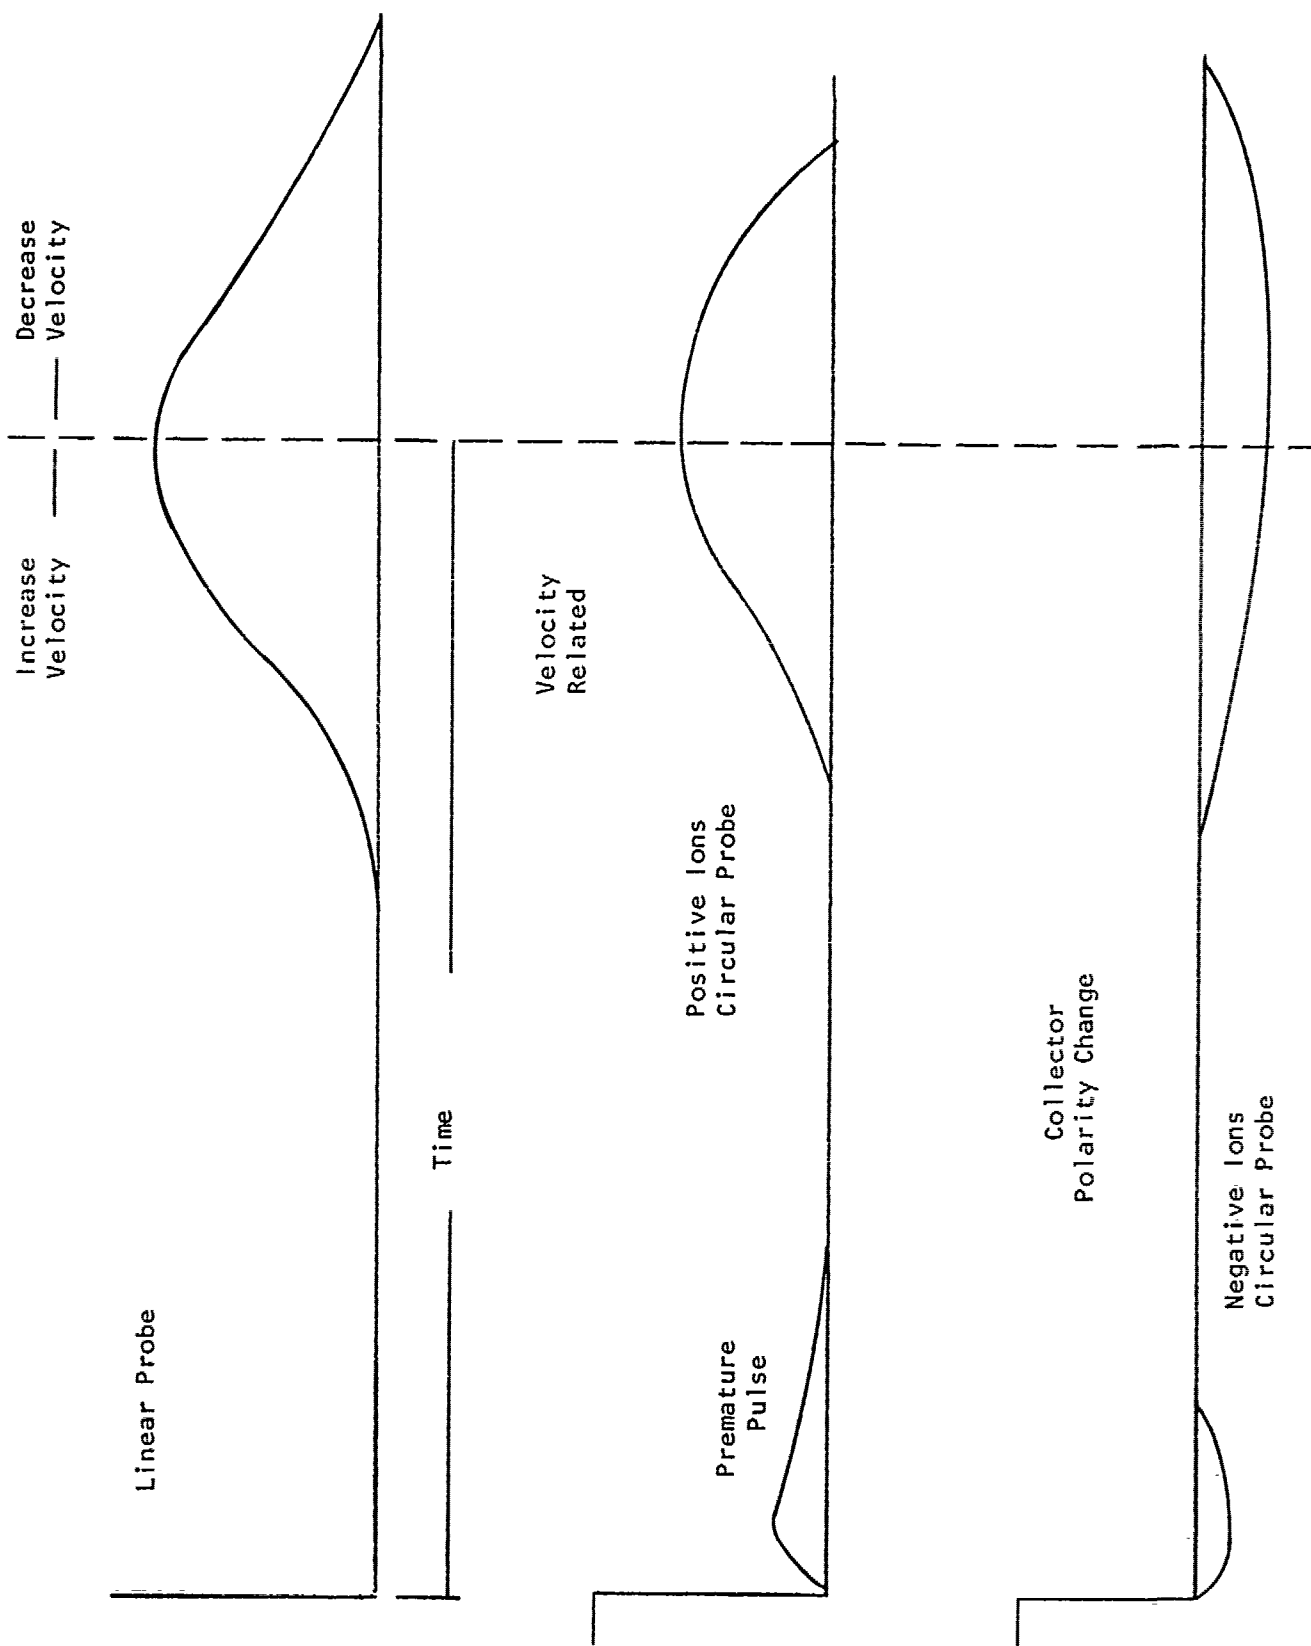 Increase
Velocity
Decrease
Velocity
Linear Probe
Time
Velocity
Related
Positive Ions
Circular Probe
Premature
Pulse
Collector
Polarity Change
Negative Ions
Circular Probe